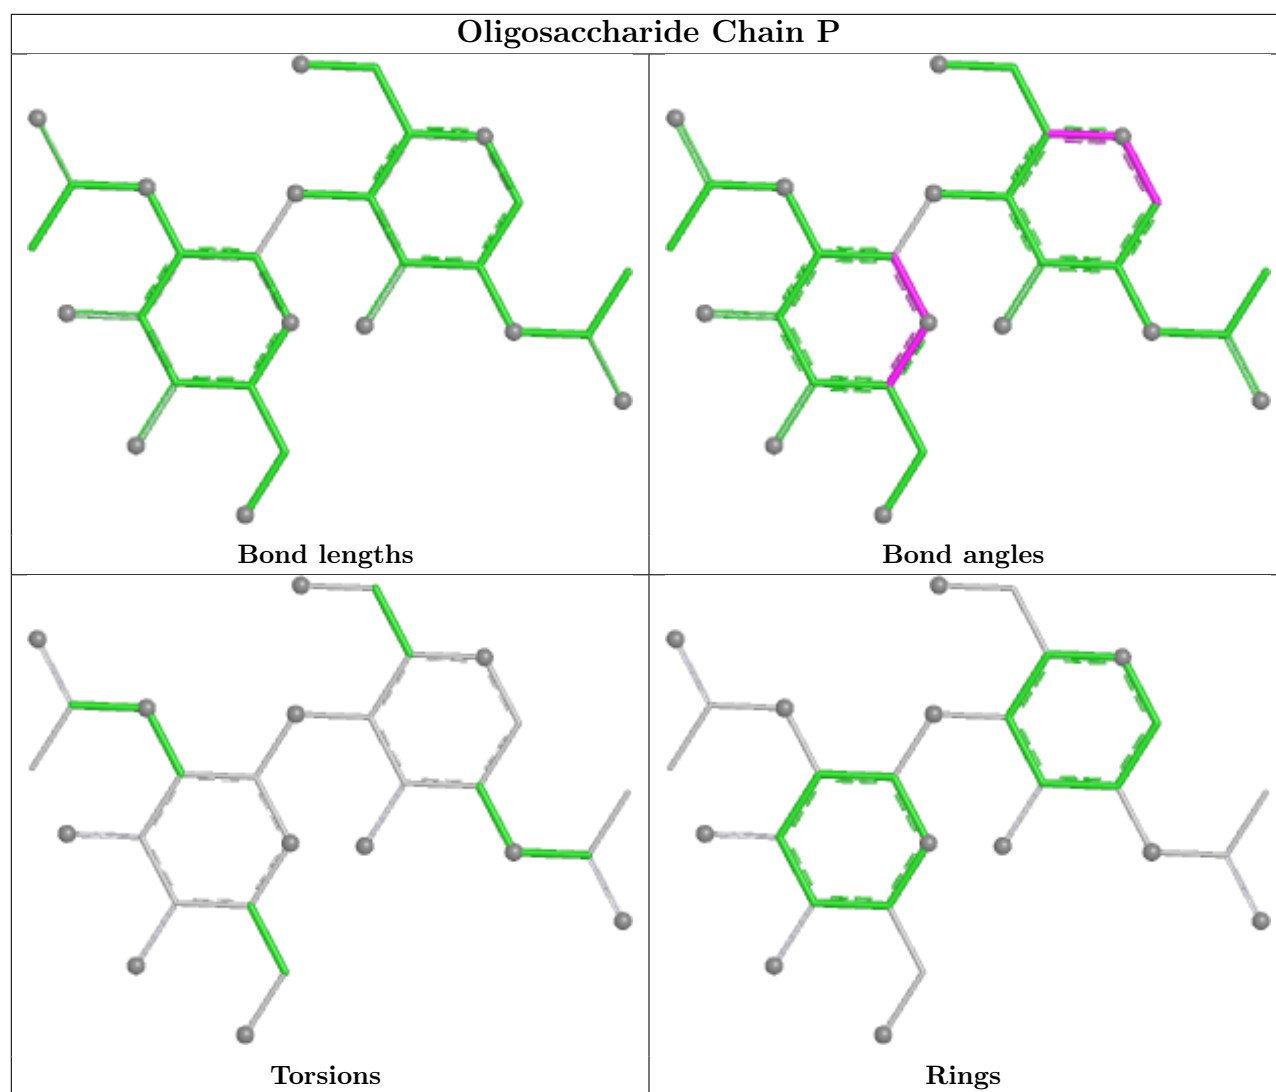 Oligosaccharide Chain P
Bond lengths
Bond angles
Torsions
Rings